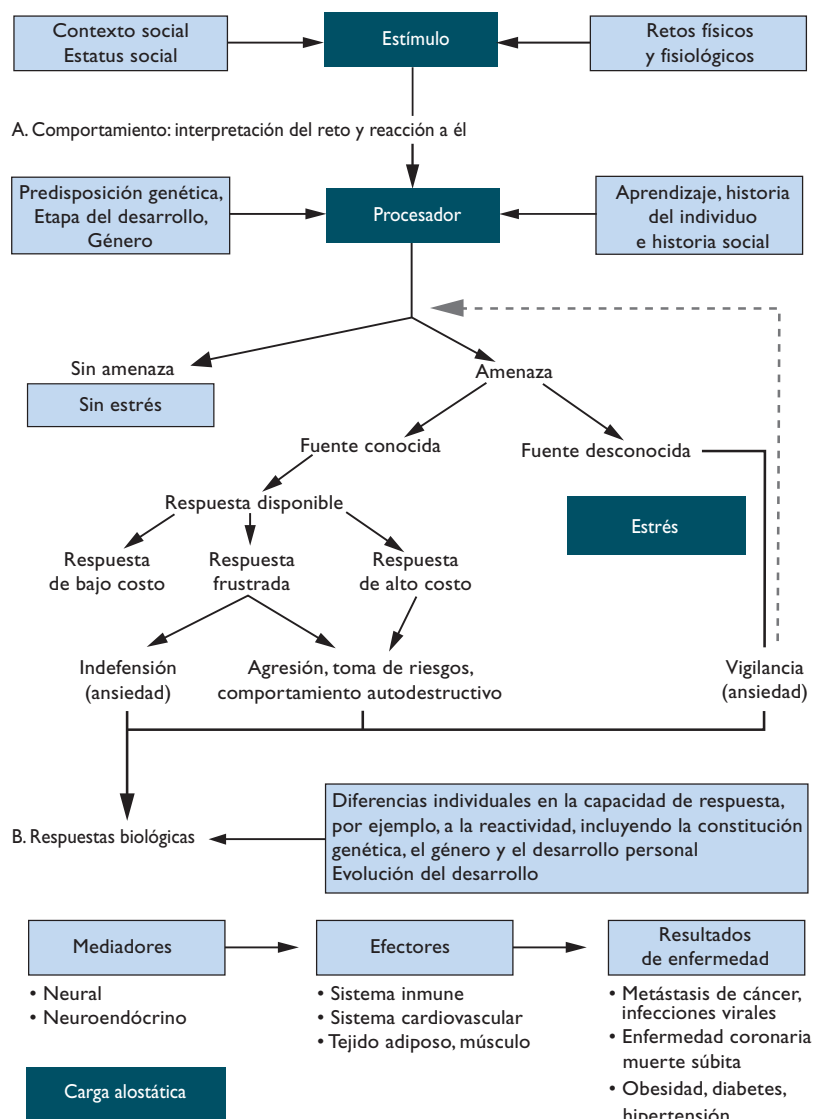 Contexto social
Estatus social
Estímulo
Retos físicos
y fisiológicos
A. Comportamiento: interpretación del reto y reacción a él
Predisposición genética,
Etapa del desarrollo,
Género
Procesador
Aprendizaje, historia
del individuo
e historia social
Sin amenaza
Sin estrés
Amenaza
Fuente conocida
Fuente desconocida
Respuesta disponible
Estrés
Respuesta
de bajo costo
Respuesta
frustrada
Respuesta
de alto costo
Indefensión
(ansiedad)
Agresión, toma de riesgos,
comportamiento autodestructivo
Vigilancia
(ansiedad)
B. Respuestas biológicas
Diferencias individuales en la capacidad de respuesta,
por ejemplo, a la reactividad, incluyendo la constitución
genética, el género y el desarrollo personal
Evolución del desarrollo
Mediadores
• Neural
• Neuroendócrino
Efectores
• Sistema inmune
• Sistema cardiovascular
• Tejido adiposo, músculo
Resultados
de enfermedad
• Metástasis de cáncer,
infecciones virales
• Enfermedad coronaria
muerte súbita
• Obesidad, diabetes,
hipertensión
Carga alostática